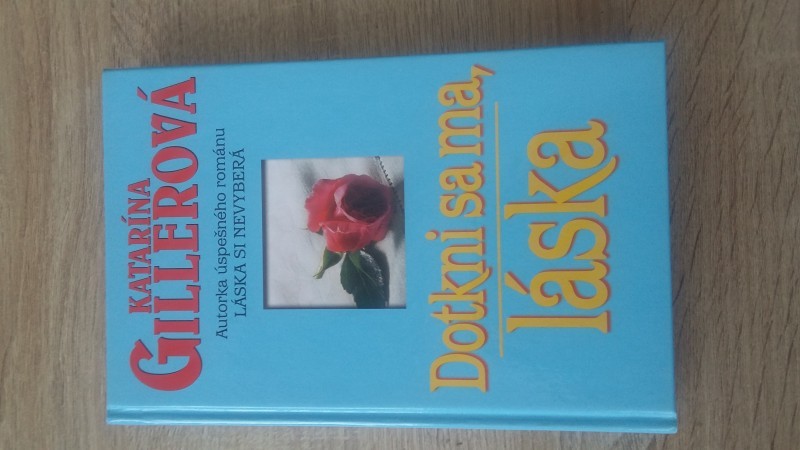 KATARÍNA
GILLEROVÁ
Autorka úspešného románu
LÁSKA SI NEVYBERÁ
Dotkni sa ma,
láska